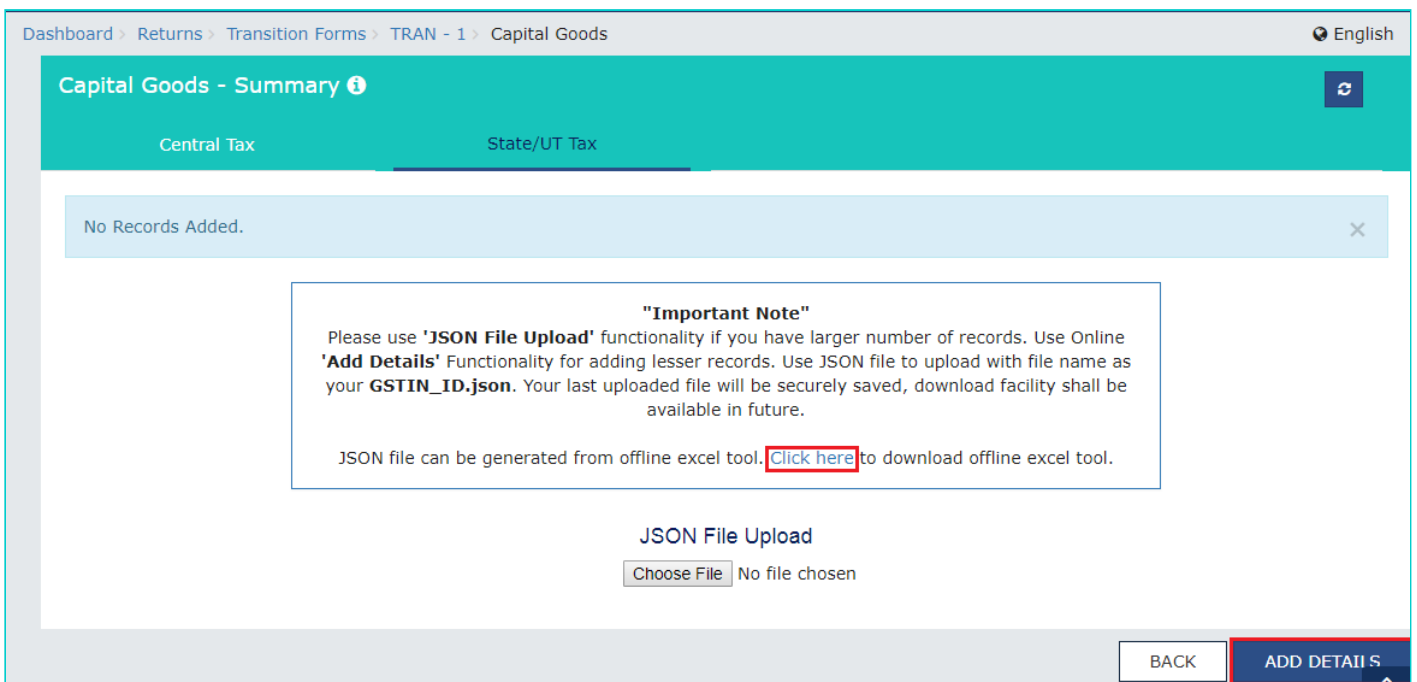 Dashboard > Returns > Transition Forms > TRAN - 1 > Capital Goods
English
Capital Goods - Summary
Central Tax
State/UT Tax
No Records Added.
"Important Note"
Please use 'JSON File Upload' functionality if you have larger number of records. Use Online
'Add Details' Functionality for adding lesser records. Use JSON file to upload with file name as
your GSTIN_ID.json. Your last uploaded file will be securely saved, download facility shall be
available in future.
JSON file can be generated from offline excel tool. Click here to download offline excel tool.
JSON File Upload
Choose File No file chosen
BACK
ADD DETAILS